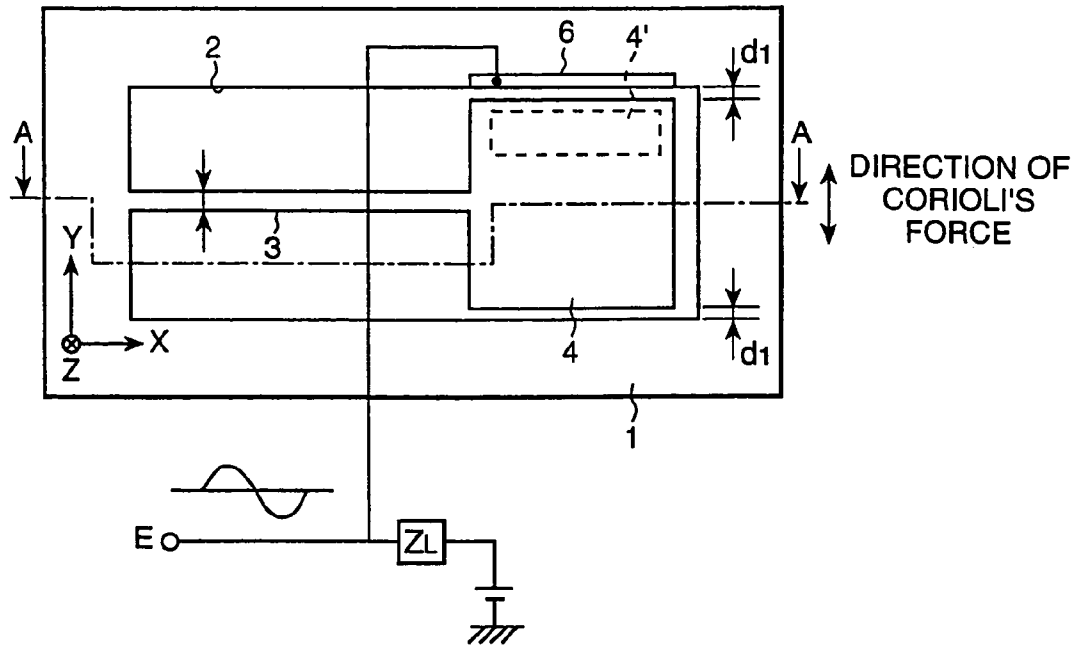 6
4'
d1
2
A
A
DIRECTION OF
CORIOLI'S
FORCE
3
Y
X
Z
4
d1
1
E
ZL